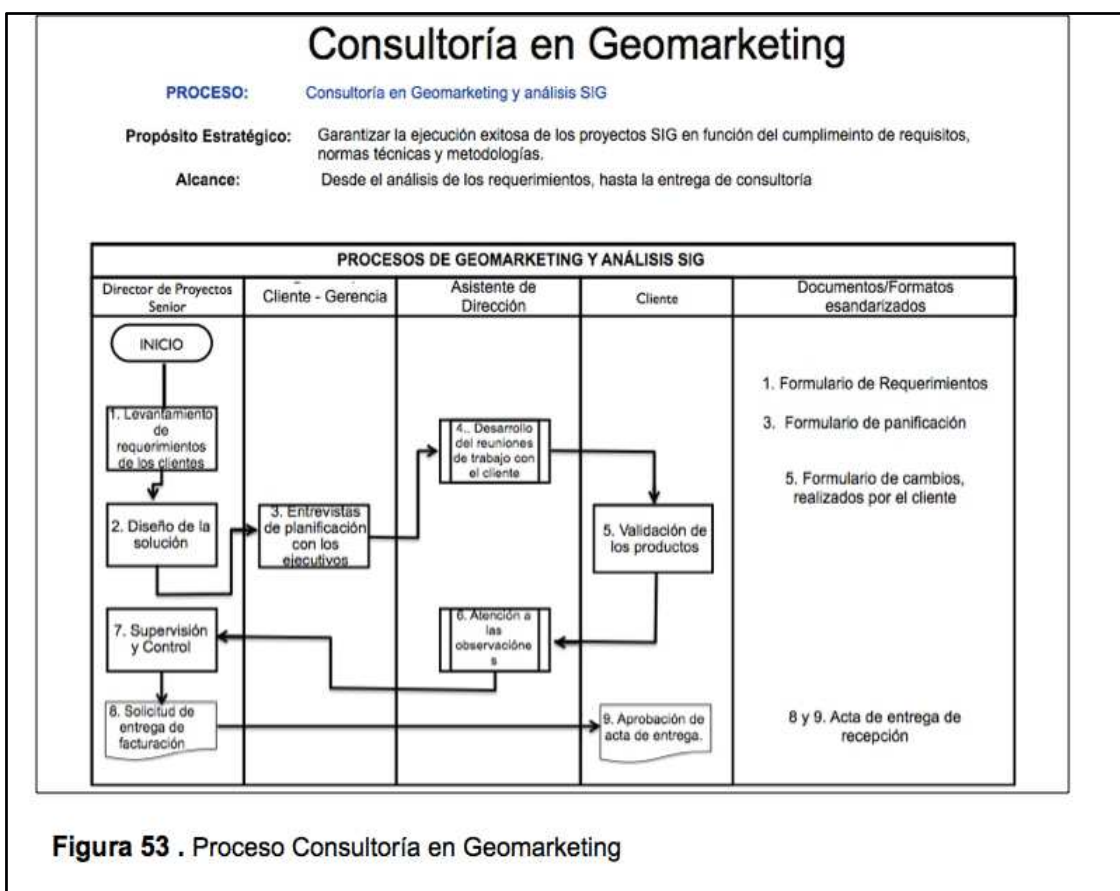 Consultoría en Geomarketing
PROCESO: Consultoría en Geomarketing y análisis SIG
Propósito Estratégico: Garantizar la ejecución exitosa de los proyectos SIG en función del cumplimeinto de requisitos,
normas técnicas y metodologías.
Alcance: Desde el análisis de los requerimientos, hasta la entrega de consultoría
PROCESOS DE GEOMARKETING Y ANÁLISIS SIG
Director de Proyectos
Senior
Cliente - Gerencia
Asistente de
Dirección
Cliente
Documentos/Formatos
esandarizados
INICIO
1. Levantamiento
de
requerimientos
de los clientes
2. Diseño de la
solución
3. Entrevistas
de planificación
con los
ejecutivos
4.. Desarrollo
del reuniones
de trabajo con
el cliente
5. Validación de
los productos
6. Atención a
las
observacióne
s
7. Supervisión
y Control
8. Solicitud de
entrega de
facturación
9. Aprobación de
acta de entrega.
1. Formulario de Requerimientos
3. Formulario de panificación
5. Formulario de cambios,
realizados por el cliente
8 y 9. Acta de entrega de
recepción
Figura 53 . Proceso Consultoría en Geomarketing